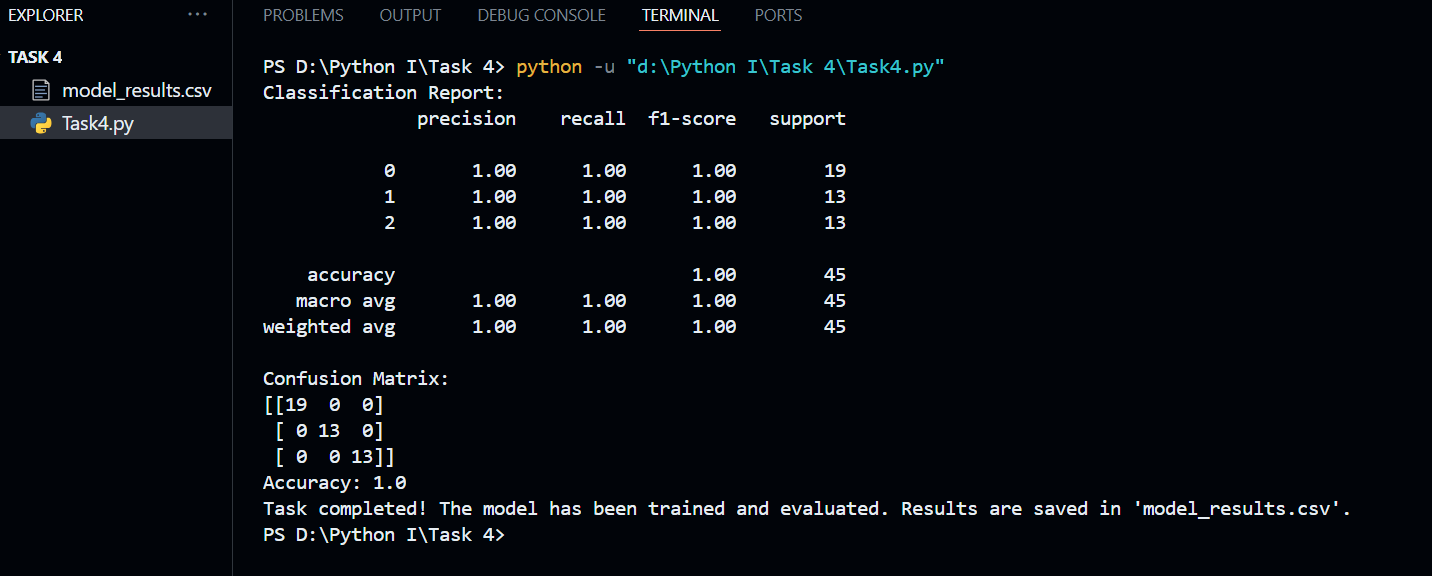 EXPLORER ...
TASK 4
model_results.csv
Task4.py
PROBLEMS OUTPUT DEBUG CONSOLE TERMINAL PORTS
PS D:\Python I\Task 4> python -u "d:\Python I\Task 4\Task4.py"
Classification Report:
              precision    recall  f1-score   support

           0       1.00      1.00      1.00        19
           1       1.00      1.00      1.00        13
           2       1.00      1.00      1.00        13

    accuracy                           1.00        45
   macro avg       1.00      1.00      1.00        45
weighted avg       1.00      1.00      1.00        45

Confusion Matrix:
[[19  0  0]
 [ 0 13  0]
 [ 0  0 13]]
Accuracy: 1.0
Task completed! The model has been trained and evaluated. Results are saved in 'model_results.csv'.
PS D:\Python I\Task 4>